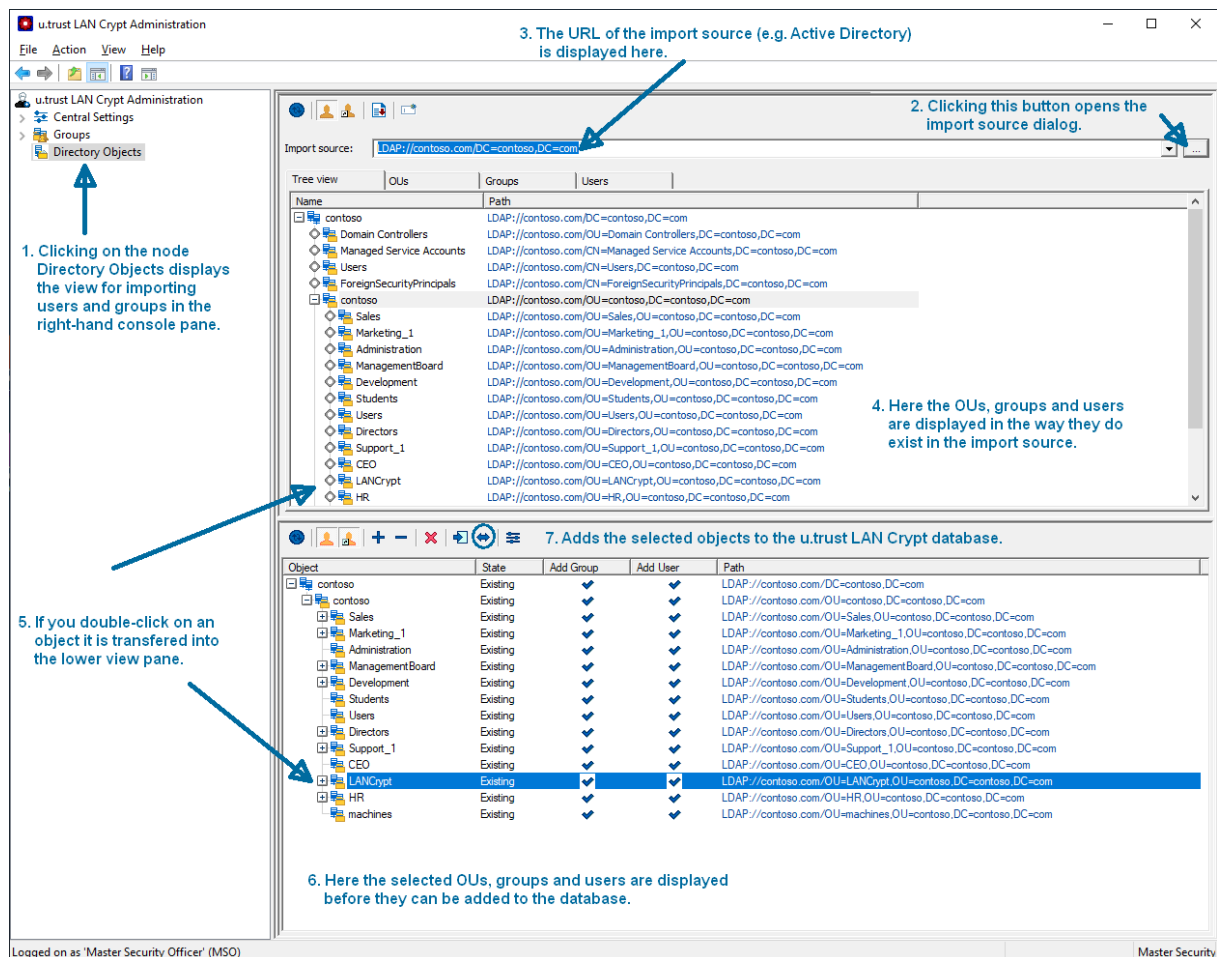 u.trust LAN Crypt Administration
File Action View Help
3. The URL of the import source (e.g. Active Directory)
is displayed here.
u.trust LAN Crypt Administration
Central Settings
Groups
Directory Objects
1. Clicking on the node
Directory Objects displays
the view for importing
users and groups in the
right-hand console pane.
2. Clicking this button opens the
import source dialog.
Import source: LDAP://contoso.com/DC=contoso,DC=com ...
Tree view OUs Groups Users
Name Path
contoso LDAP://contoso.com/DC=contoso,DC=com
Domain Controllers LDAP://contoso.com/OU=Domain Controllers,DC=contoso,DC=com
Managed Service Accounts LDAP://contoso.com/CN=Managed Service Accounts,DC=contoso,DC=com
Users LDAP://contoso.com/CN=Users,DC=contoso,DC=com
ForeignSecurityPrincipals LDAP://contoso.com/CN=ForeignSecurityPrincipals,DC=contoso,DC=com
contoso LDAP://contoso.com/OU=contoso,DC=contoso,DC=com
Sales LDAP://contoso.com/OU=Sales,OU=contoso,DC=contoso,DC=com
Marketing_1 LDAP://contoso.com/OU=Marketing_1,OU=contoso,DC=contoso,DC=com
Administration LDAP://contoso.com/OU=Administration,OU=contoso,DC=contoso,DC=com
ManagementBoard LDAP://contoso.com/OU=ManagementBoard,OU=contoso,DC=contoso,DC=com
Development LDAP://contoso.com/OU=Development,OU=contoso,DC=contoso,DC=com
Students LDAP://contoso.com/OU=Students,OU=contoso,DC=contoso,DC=com
Users LDAP://contoso.com/OU=Users,OU=contoso,DC=contoso,DC=com
Directors LDAP://contoso.com/OU=Directors,OU=contoso,DC=contoso,DC=com
Support_1 LDAP://contoso.com/OU=Support_1,OU=contoso,DC=contoso,DC=com
CEO LDAP://contoso.com/OU=CEO,OU=contoso,DC=contoso,DC=com
LANCrypt LDAP://contoso.com/OU=LANCrypt,OU=contoso,DC=contoso,DC=com
HR LDAP://contoso.com/OU=HR,OU=contoso,DC=contoso,DC=com
4. Here the OUs, groups and users
are displayed in the way they do
exist in the import source.
5. If you double-click on an
object it is transfered into
the lower view pane.
7. Adds the selected objects to the u.trust LAN Crypt database.
Object State Add Group Add User Path
contoso Existing LDAP://contoso.com/DC=contoso,DC=com
contoso Existing LDAP://contoso.com/OU=contoso,DC=contoso,DC=com
Sales Existing LDAP://contoso.com/OU=Sales,OU=contoso,DC=contoso,DC=com
Marketing_1 Existing LDAP://contoso.com/OU=Marketing_1,OU=contoso,DC=contoso,DC=com
Administration Existing LDAP://contoso.com/OU=Administration,OU=contoso,DC=contoso,DC=com
ManagementBoard Existing LDAP://contoso.com/OU=ManagementBoard,OU=contoso,DC=contoso,DC=com
Development Existing LDAP://contoso.com/OU=Development,OU=contoso,DC=contoso,DC=com
Students Existing LDAP://contoso.com/OU=Students,OU=contoso,DC=contoso,DC=com
Users Existing LDAP://contoso.com/OU=Users,OU=contoso,DC=contoso,DC=com
Directors Existing LDAP://contoso.com/OU=Directors,OU=contoso,DC=contoso,DC=com
Support_1 Existing LDAP://contoso.com/OU=Support_1,OU=contoso,DC=contoso,DC=com
CEO Existing LDAP://contoso.com/OU=CEO,OU=contoso,DC=contoso,DC=com
LANCrypt Existing LDAP://contoso.com/OU=LANCrypt,OU=contoso,DC=contoso,DC=com
HR Existing LDAP://contoso.com/OU=HR,OU=contoso,DC=contoso,DC=com
machines Existing LDAP://contoso.com/OU=machines,OU=contoso,DC=contoso,DC=com
6. Here the selected OUs, groups and users are displayed
before they can be added to the database.
Logged on as 'Master Security Officer' (MSO) Master Security